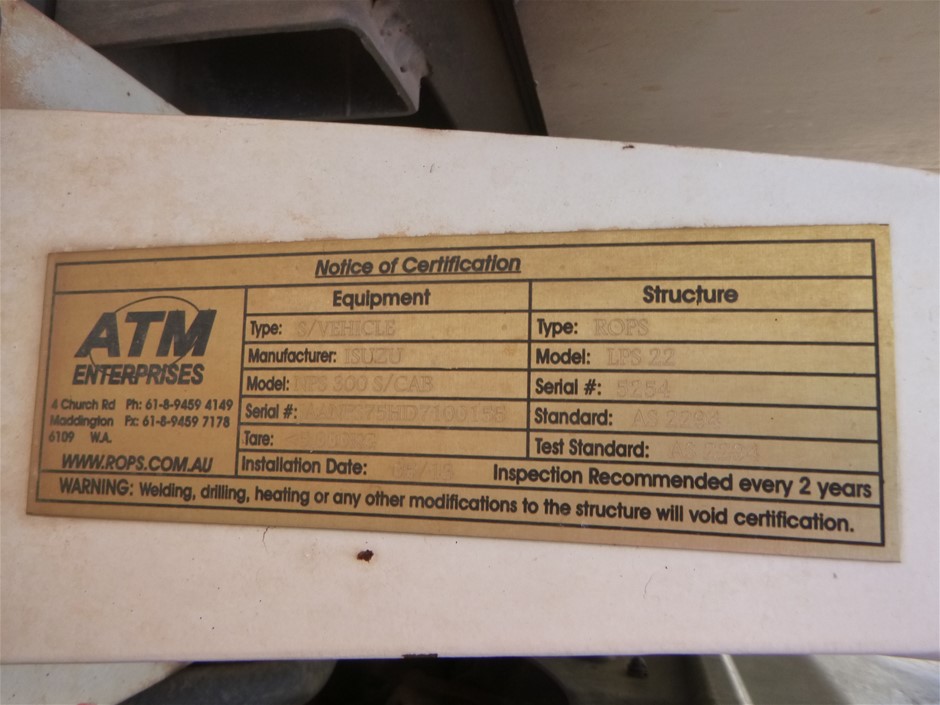 Notice of Certification
ATM
ENTERPRISES
4 Church Rd Ph: 61-8-9459 4149
Maddington Fx: 61-8-9459 7178
6109 W.A.
WWW.ROPS.COM.AU
Equipment
Type: S/VEHICLE
Manufacturer: ISUZU
Model: NPS 300 S/CAB
Serial #:
Tare:
Installation Date:
Structure
Type: ROPS
Model: LPS 22
Serial #: 5254
Standard: AS 2294
Test Standard: AS 2294
Inspection Recommended every 2 years
WARNING: Welding, drilling, heating or any other modifications to the structure will void certification.